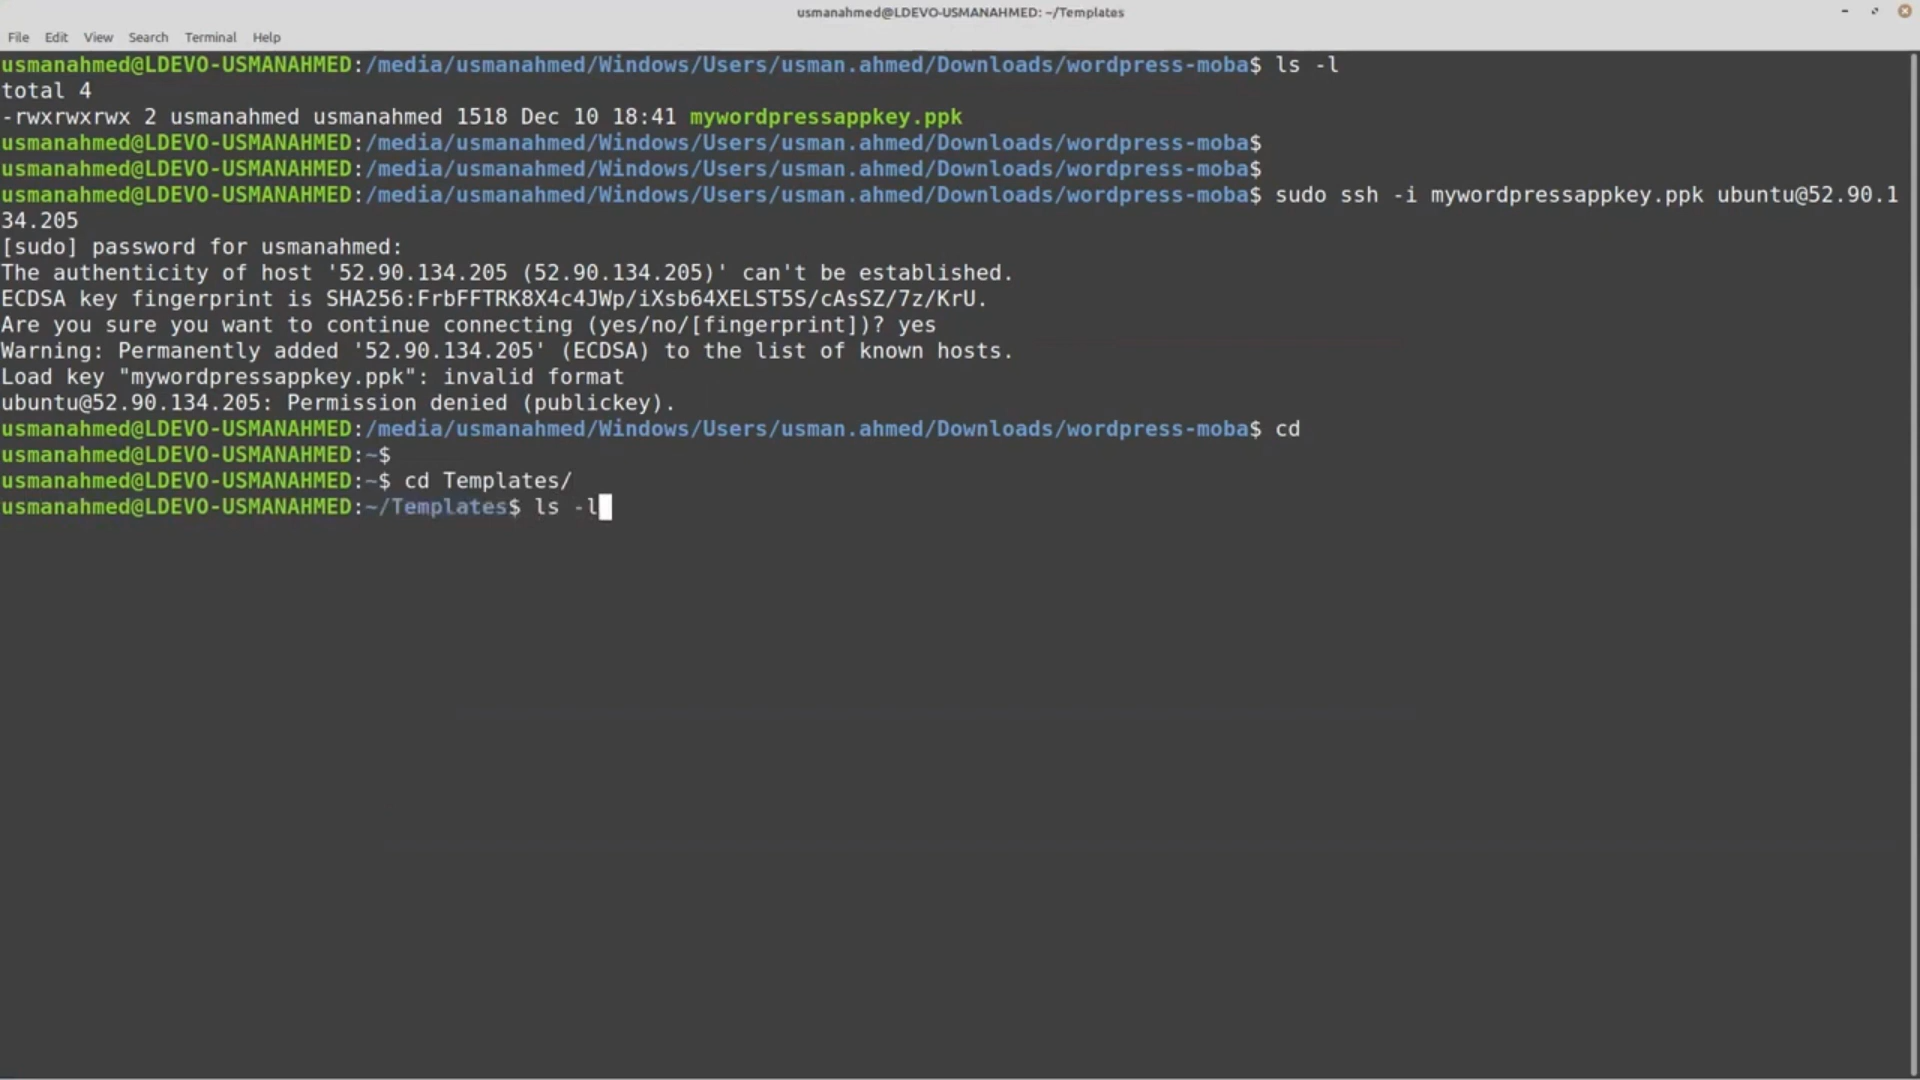 usmanahmed@LDEVO-USMANAHMED: ~/Templates
File Edit View Search Terminal Help
usmanahmed@LDEVO-USMANAHMED:/media/usmanahmed/Windows/Users/usman.ahmed/Downloads/wordpress-moba$ ls -l
total 4
-rwxrwxrwx 2 usmanahmed usmanahmed 1518 Dec 10 18:41 mywordpressappkey.ppk
usmanahmed@LDEVO-USMANAHMED:/media/usmanahmed/Windows/Users/usman.ahmed/Downloads/wordpress-moba$
usmanahmed@LDEVO-USMANAHMED:/media/usmanahmed/Windows/Users/usman.ahmed/Downloads/wordpress-moba$
usmanahmed@LDEVO-USMANAHMED:/media/usmanahmed/Windows/Users/usman.ahmed/Downloads/wordpress-moba$ sudo ssh -i mywordpressappkey.ppk ubuntu@52.90.1
34.205
[sudo] password for usmanahmed:
The authenticity of host '52.90.134.205 (52.90.134.205)' can't be established.
ECDSA key fingerprint is SHA256:FrbFFTRK8X4c4JWp/iXsb64XELST5S/cAsSZ/7z/KrU.
Are you sure you want to continue connecting (yes/no/[fingerprint])? yes
Warning: Permanently added '52.90.134.205' (ECDSA) to the list of known hosts.
Load key "mywordpressappkey.ppk": invalid format
ubuntu@52.90.134.205: Permission denied (publickey).
usmanahmed@LDEVO-USMANAHMED:/media/usmanahmed/Windows/Users/usman.ahmed/Downloads/wordpress-moba$ cd
usmanahmed@LDEVO-USMANAHMED:~$
usmanahmed@LDEVO-USMANAHMED:~$ cd Templates/
usmanahmed@LDEVO-USMANAHMED:~/Templates$ ls -l